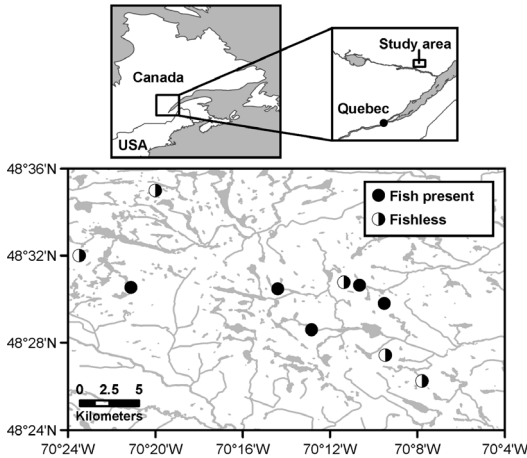 Canada
USA
Study area
Quebec
48°36'N
48°32'N
48°28'N
48°24'N
Fish present
Fishless
0 2.5 5
Kilometers
70°24'W 70°20'W 70°16'W 70°12'W 70°8'W 70°4'W